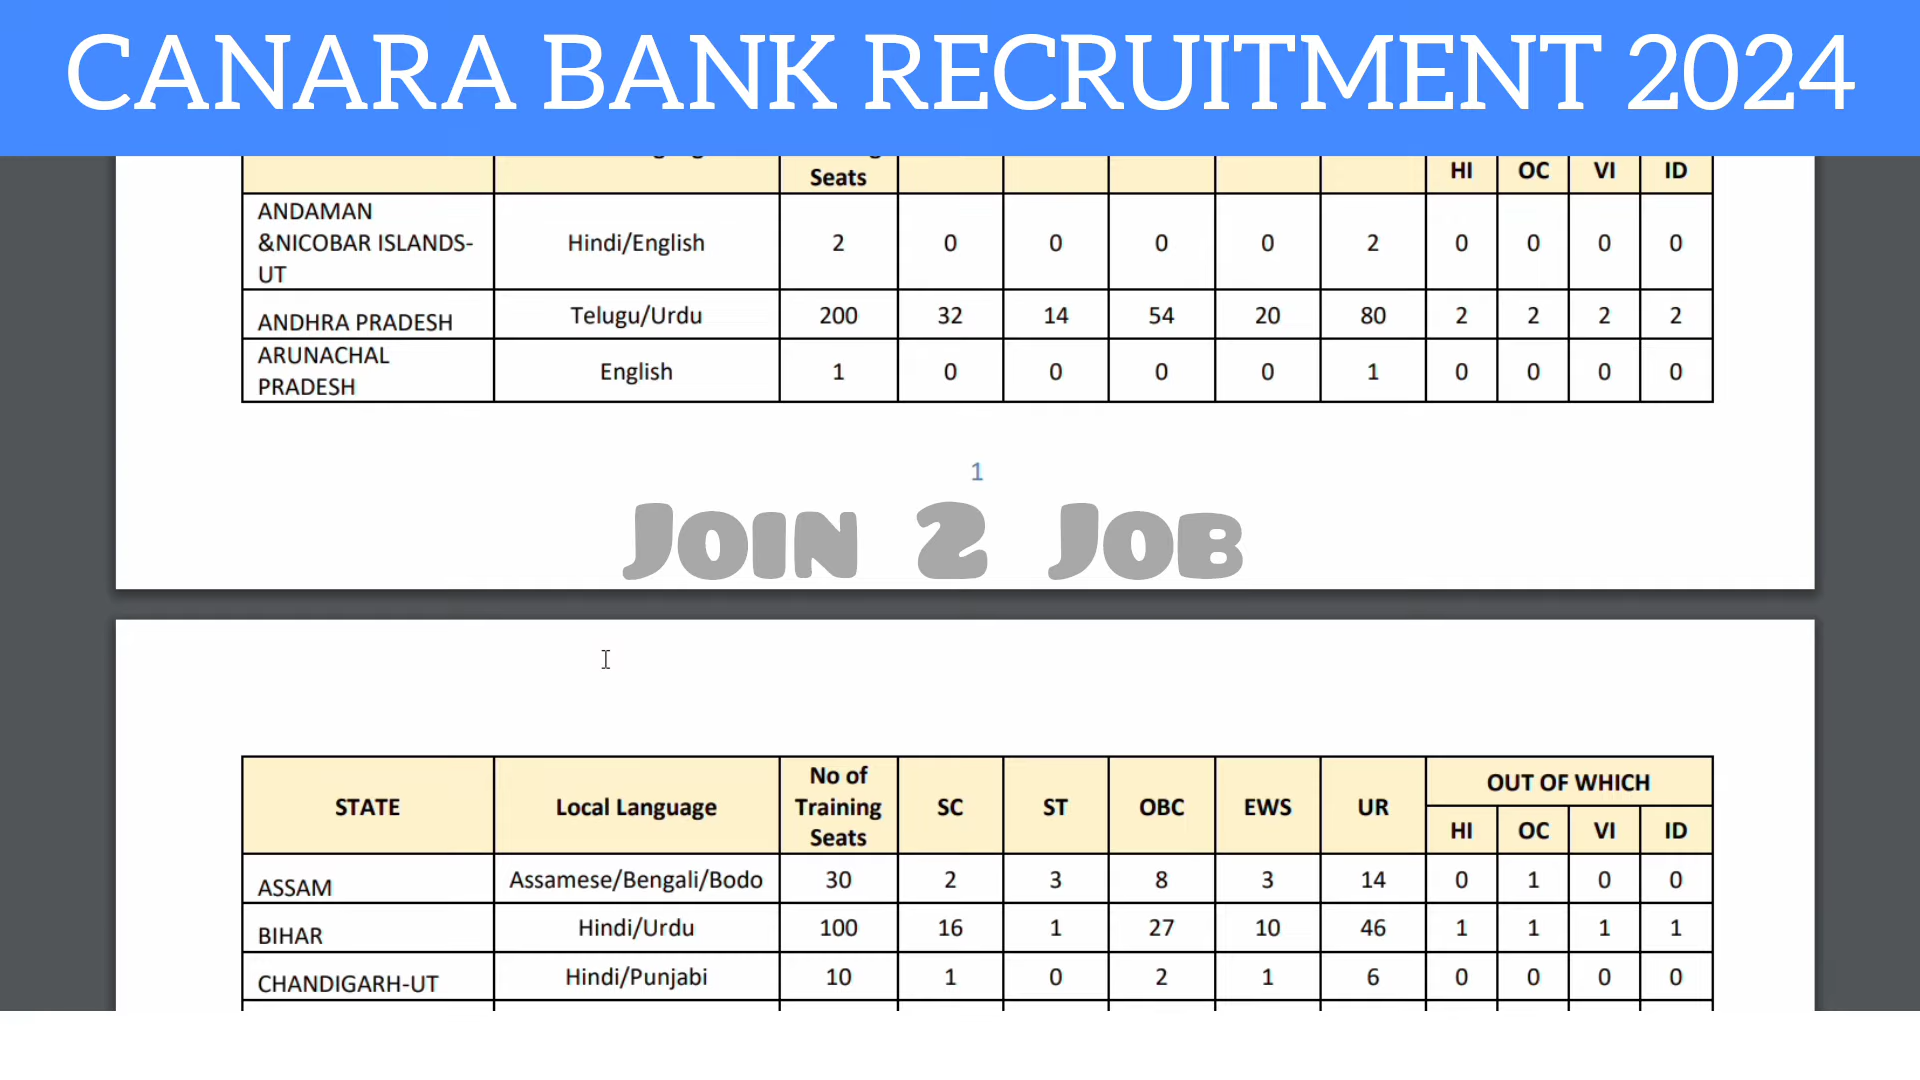 CANARA BANK RECRUITMENT 2024
Seats HI OC VI ID
ANDAMAN
&NICOBAR ISLANDS-
UT
Hindi/English 2 0 0 0 0 2 0 0 0 0
ANDHRA PRADESH Telugu/Urdu 200 32 14 54 20 80 2 2 2 2
ARUNACHAL
PRADESH
English 1 0 0 0 0 1 0 0 0 0
1
JOIN 2 JOB
STATE Local Language No of
Training
Seats
SC ST OBC EWS UR OUT OF WHICH
HI OC VI ID
ASSAM Assamese/Bengali/Bodo 30 2 3 8 3 14 0 1 0 0
BIHAR Hindi/Urdu 100 16 1 27 10 46 1 1 1 1
CHANDIGARH-UT Hindi/Punjabi 10 1 0 2 1 6 0 0 0 0